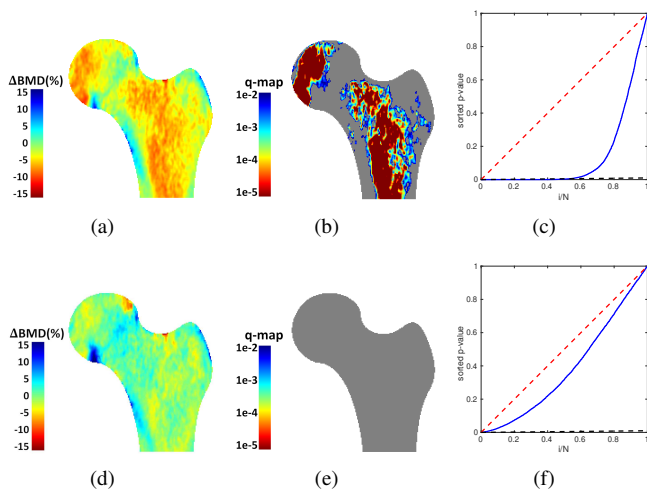 ΔBMD(%)
15
10
5
0
-5
-10
-15
(a)
q-map
1e-2
1e-3
1e-4
1e-5
(b)
sorted p-value
1
0.8
0.6
0.4
0.2
0
0 0.2 0.4 0.6 0.8 1
i/N
(c)
ΔBMD(%)
15
10
5
0
-5
-10
-15
(d)
q-map
1e-2
1e-3
1e-4
1e-5
(e)
sorted p-value
1
0.8
0.6
0.4
0.2
0
0 0.2 0.4 0.6 0.8 1
i/N
(f)